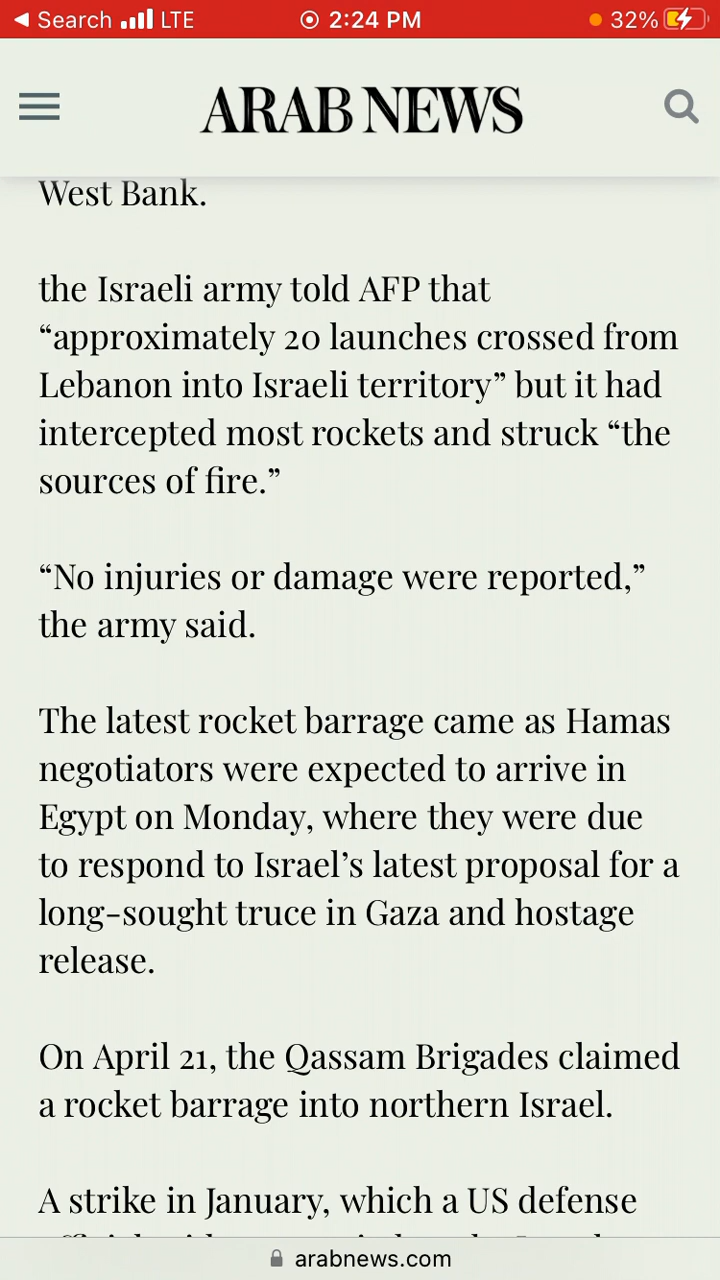 Search LTE 2:24 PM 32%
ARAB NEWS
West Bank.
the Israeli army told AFP that
“approximately 20 launches crossed from
Lebanon into Israeli territory” but it had
intercepted most rockets and struck “the
sources of fire.”
“No injuries or damage were reported,”
the army said.
The latest rocket barrage came as Hamas
negotiators were expected to arrive in
Egypt on Monday, where they were due
to respond to Israel’s latest proposal for a
long-sought truce in Gaza and hostage
release.
On April 21, the Qassam Brigades claimed
a rocket barrage into northern Israel.
A strike in January, which a US defense
arabnews.com